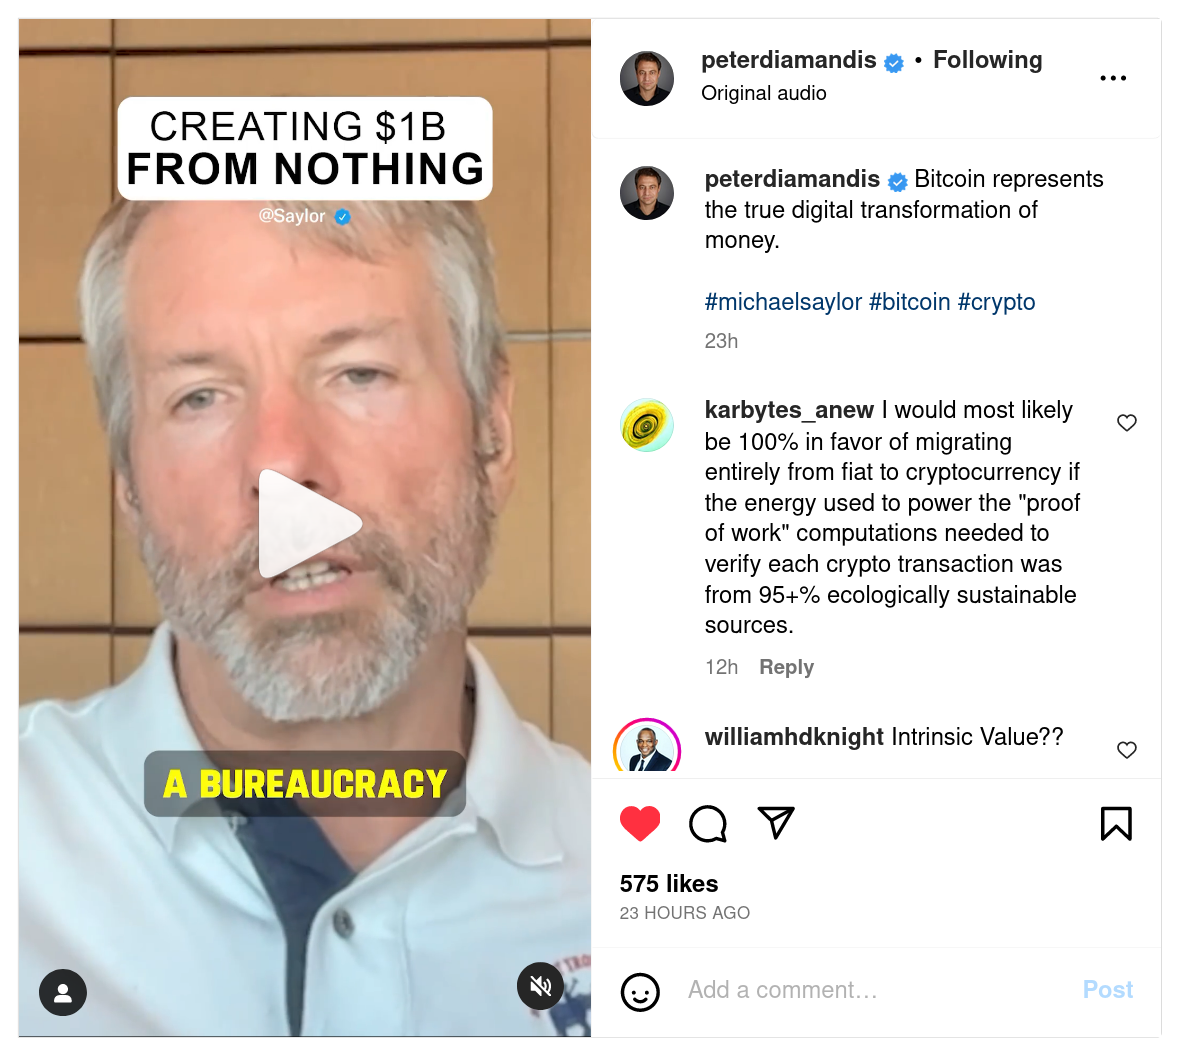 CREATING $1B
FROM NOTHING
@Saylor
A BUREAUCRACY
peterdiamandis • Following
Original audio
peterdiamandis Bitcoin represents
the true digital transformation of
money.
#michaelsaylor #bitcoin #crypto
23h
karbytes_anew I would most likely
be 100% in favor of migrating
entirely from fiat to cryptocurrency if
the energy used to power the "proof
of work" computations needed to
verify each crypto transaction was
from 95+% ecologically sustainable
sources.
12h Reply
williamhdknight Intrinsic Value??
575 likes
23 HOURS AGO
Add a comment…
Post